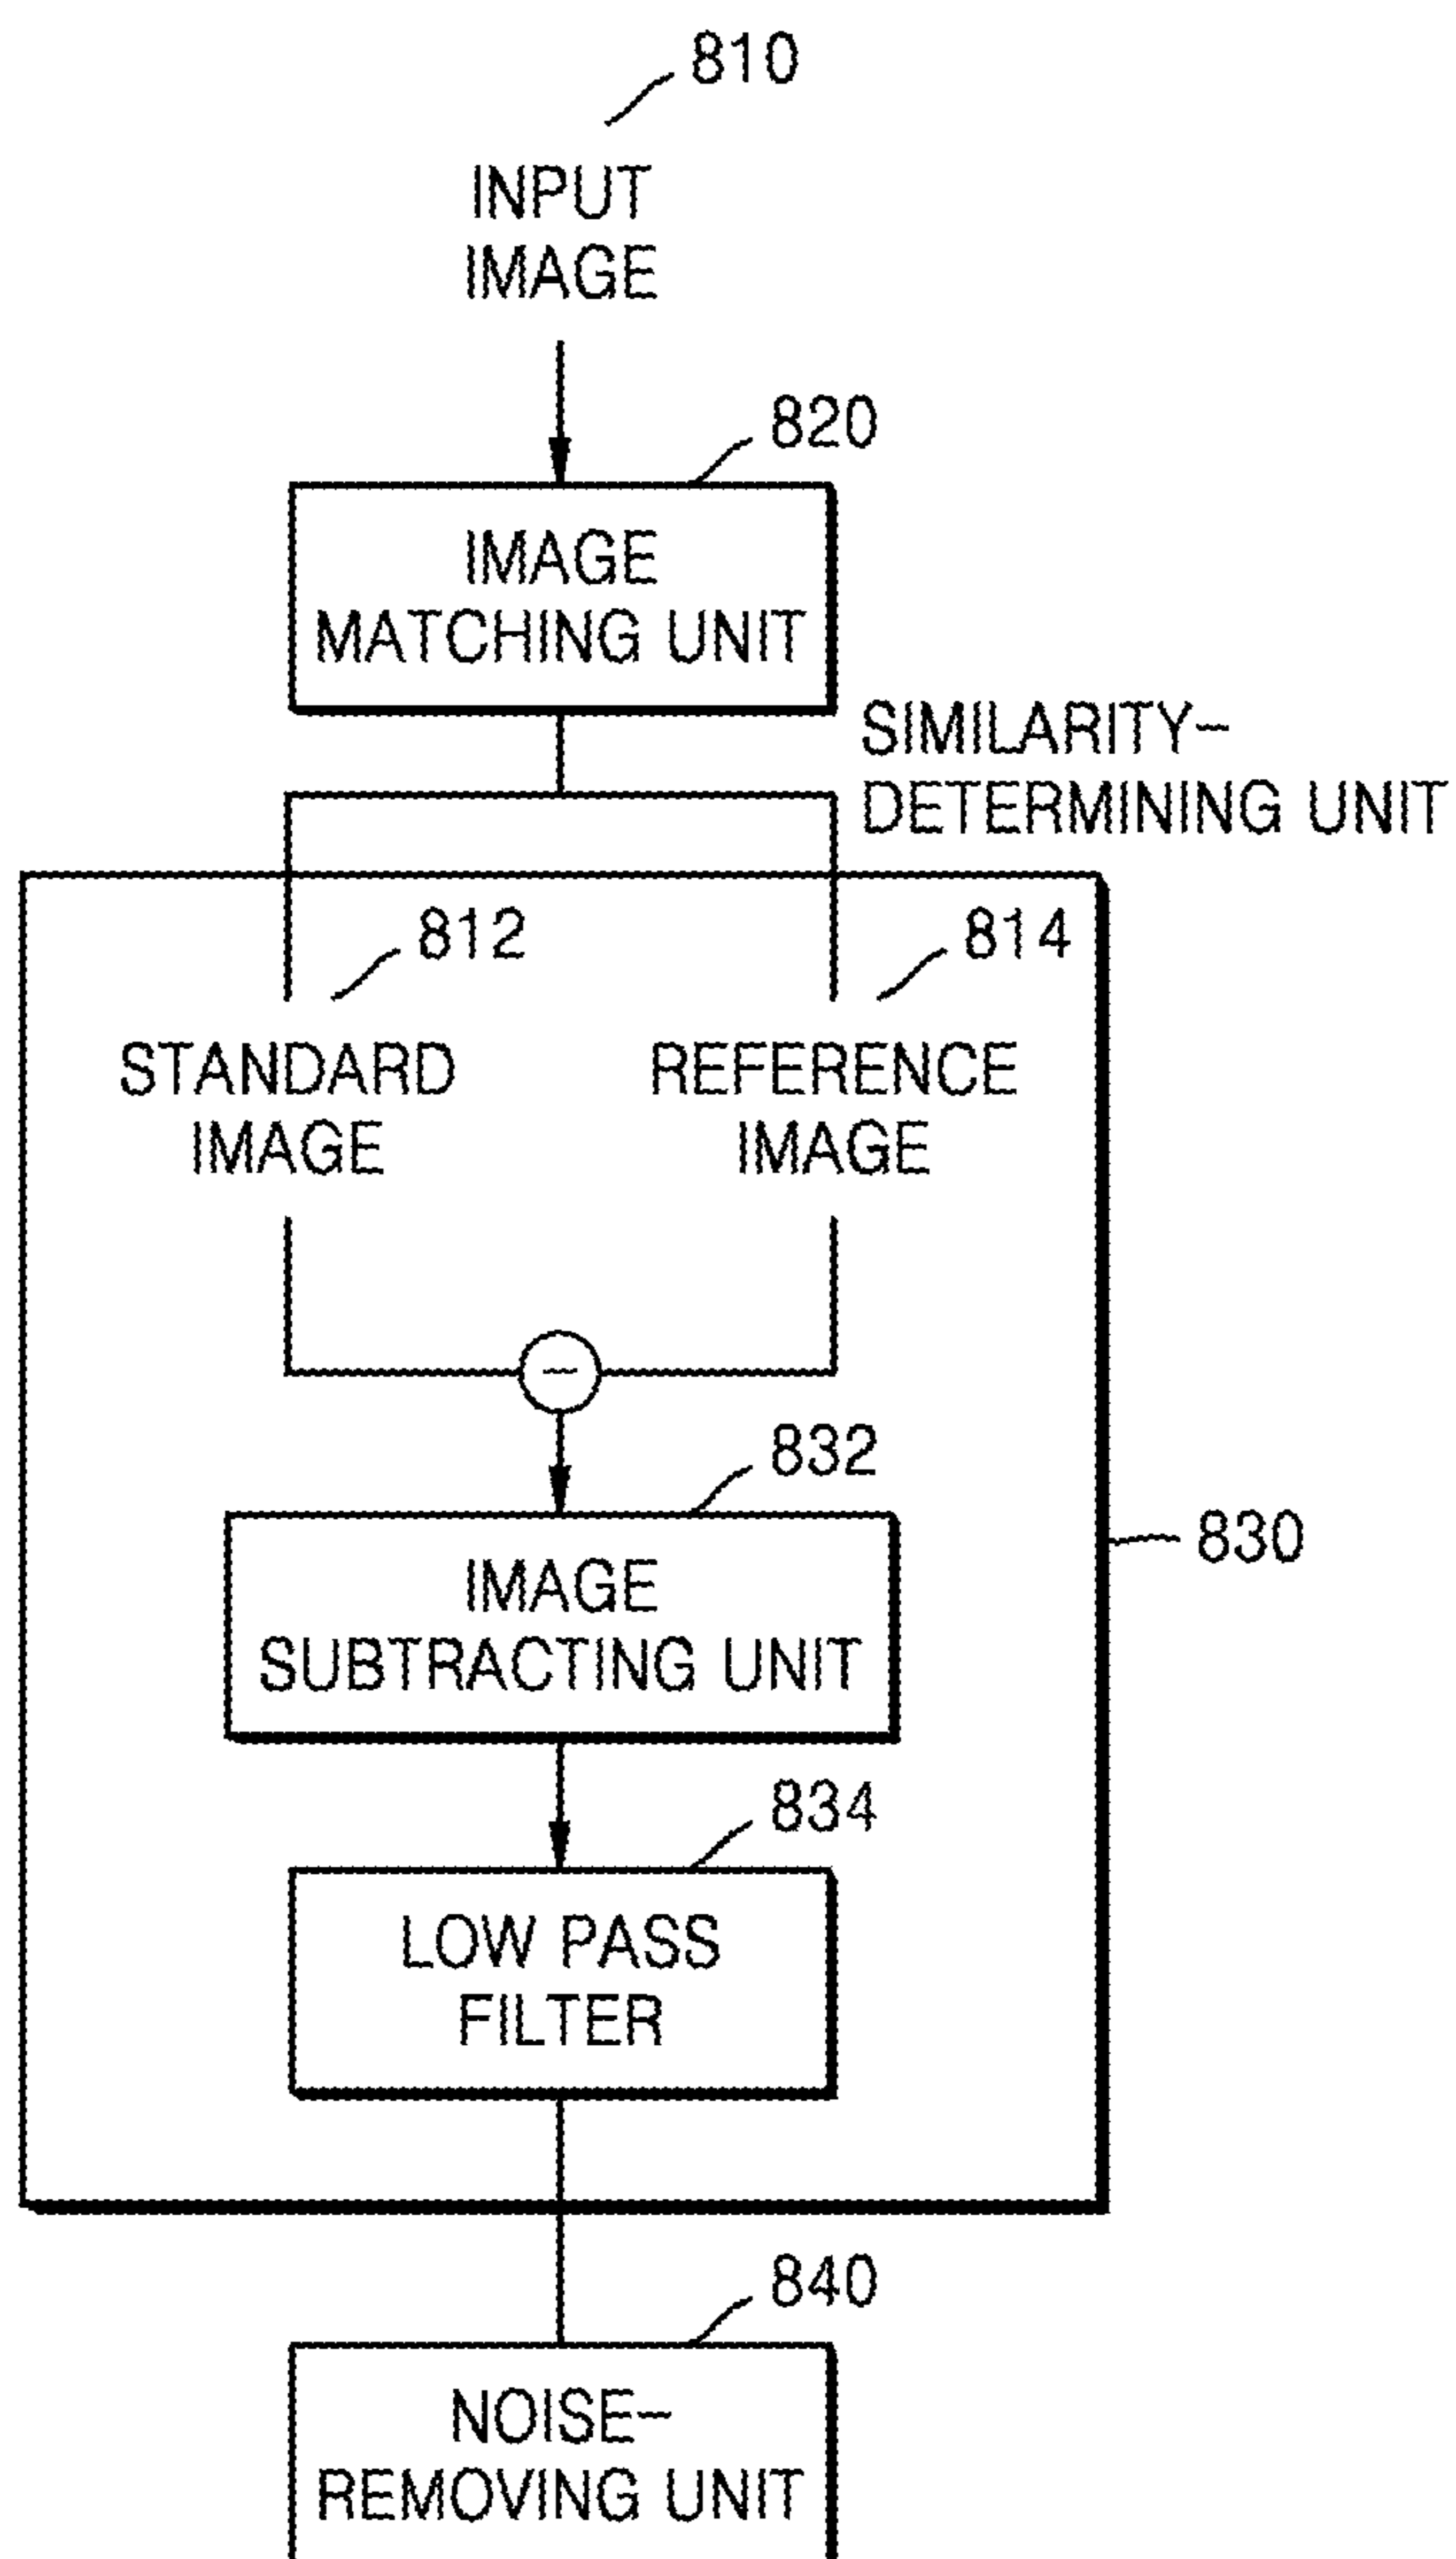 810
INPUT
IMAGE
820
IMAGE
MATCHING UNIT
SIMILARITY-
DETERMINING UNIT
812
814
STANDARD
IMAGE
REFERENCE
IMAGE
−
832
IMAGE
SUBTRACTING UNIT
830
834
LOW PASS
FILTER
840
NOISE-
REMOVING UNIT